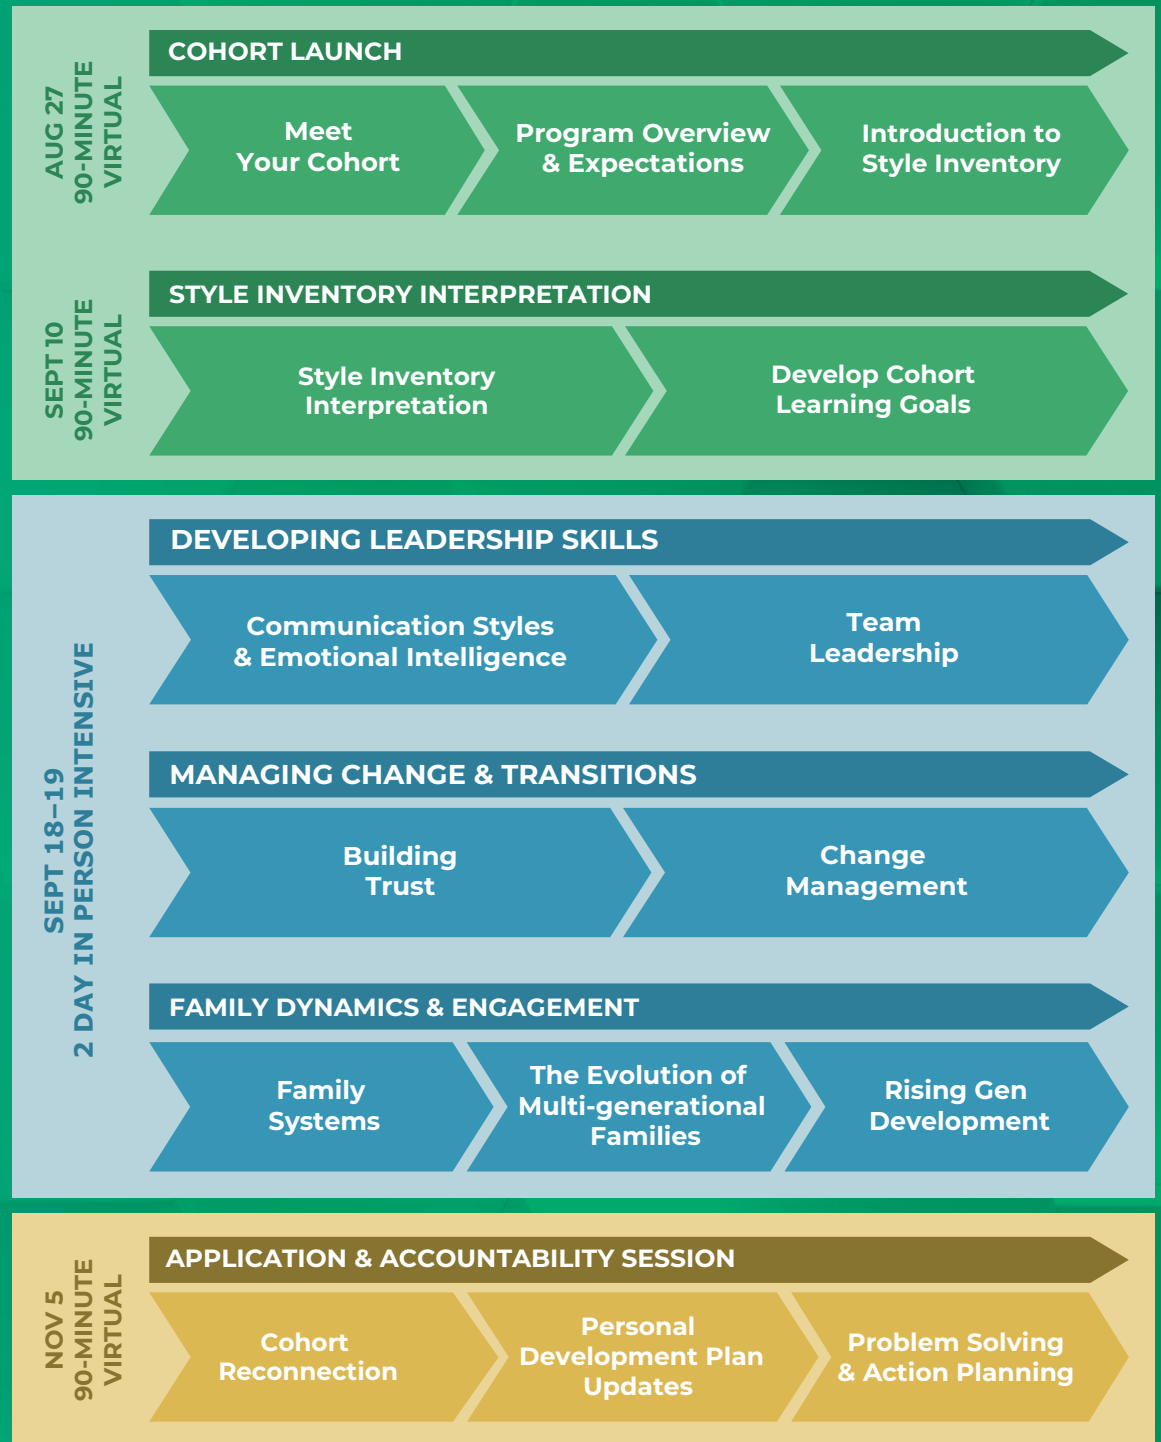 AUG 27
90-MINUTE
VIRTUAL
COHORT LAUNCH
Meet
Your Cohort
Program Overview
& Expectations
Introduction to
Style Inventory
SEPT 10
90-MINUTE
VIRTUAL
STYLE INVENTORY INTERPRETATION
Style Inventory
Interpretation
Develop Cohort
Learning Goals
SEPT 18–19
2 DAY IN PERSON INTENSIVE
DEVELOPING LEADERSHIP SKILLS
Communication Styles
& Emotional Intelligence
Team
Leadership
MANAGING CHANGE & TRANSITIONS
Building
Trust
Change
Management
FAMILY DYNAMICS & ENGAGEMENT
Family
Systems
The Evolution of
Multi-generational
Families
Rising Gen
Development
NOV 5
90-MINUTE
VIRTUAL
APPLICATION & ACCOUNTABILITY SESSION
Cohort
Reconnection
Personal
Development Plan
Updates
Problem Solving
& Action Planning